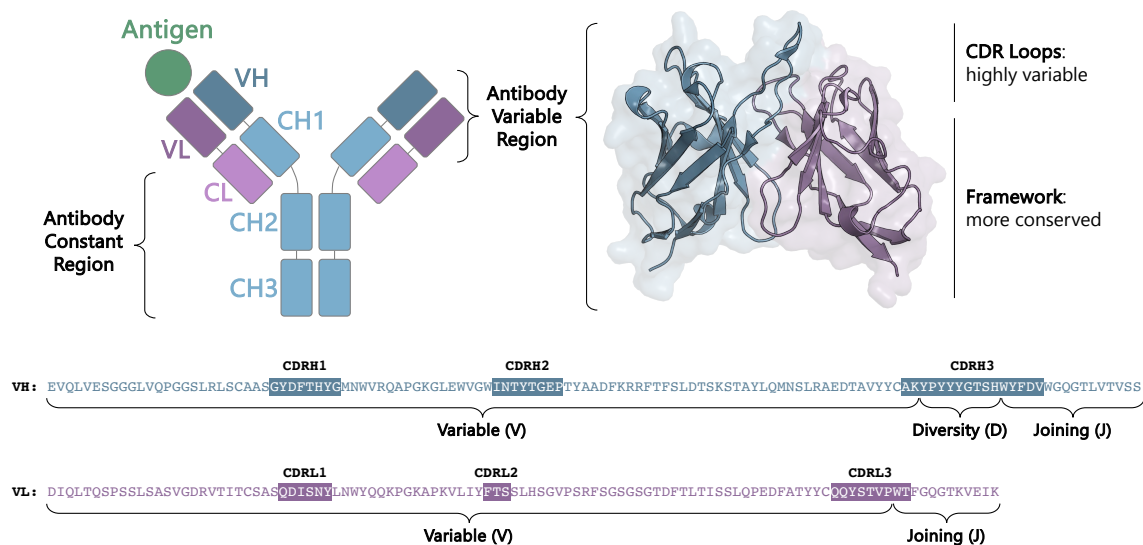 Antigen
VH
CH1
VL
CL
CH2
CH3
Antibody
Constant
Region
Antibody
Variable
Region
CDR Loops:
highly variable
Framework:
more conserved
CDRH1 CDRH2 CDRH3
VH: EVQLVESGGGLVQPGGSLRLSCAASGYDFTHYGMNWVRQAPGKGLEWVGWINTYTGEPTYAADFKRRFTFSLDTSKSTAYLQMNSLRAEDTAVYYCAKYPYYYGTSHWYFDVWGQGTLVTVSS
Variable (V) Diversity (D) Joining (J)
CDRL1 CDRL2 CDRL3
VL: DIQLTQSPSSLSASVGDRVTITCSASQDISNYLNWYQQKPGKAPKVLIYFTSSLHSGVPSRFSGSGSGTDFTLTISSLQPEDFATYYCQQYSTVPWTFGQGTKVEIK
Variable (V) Joining (J)